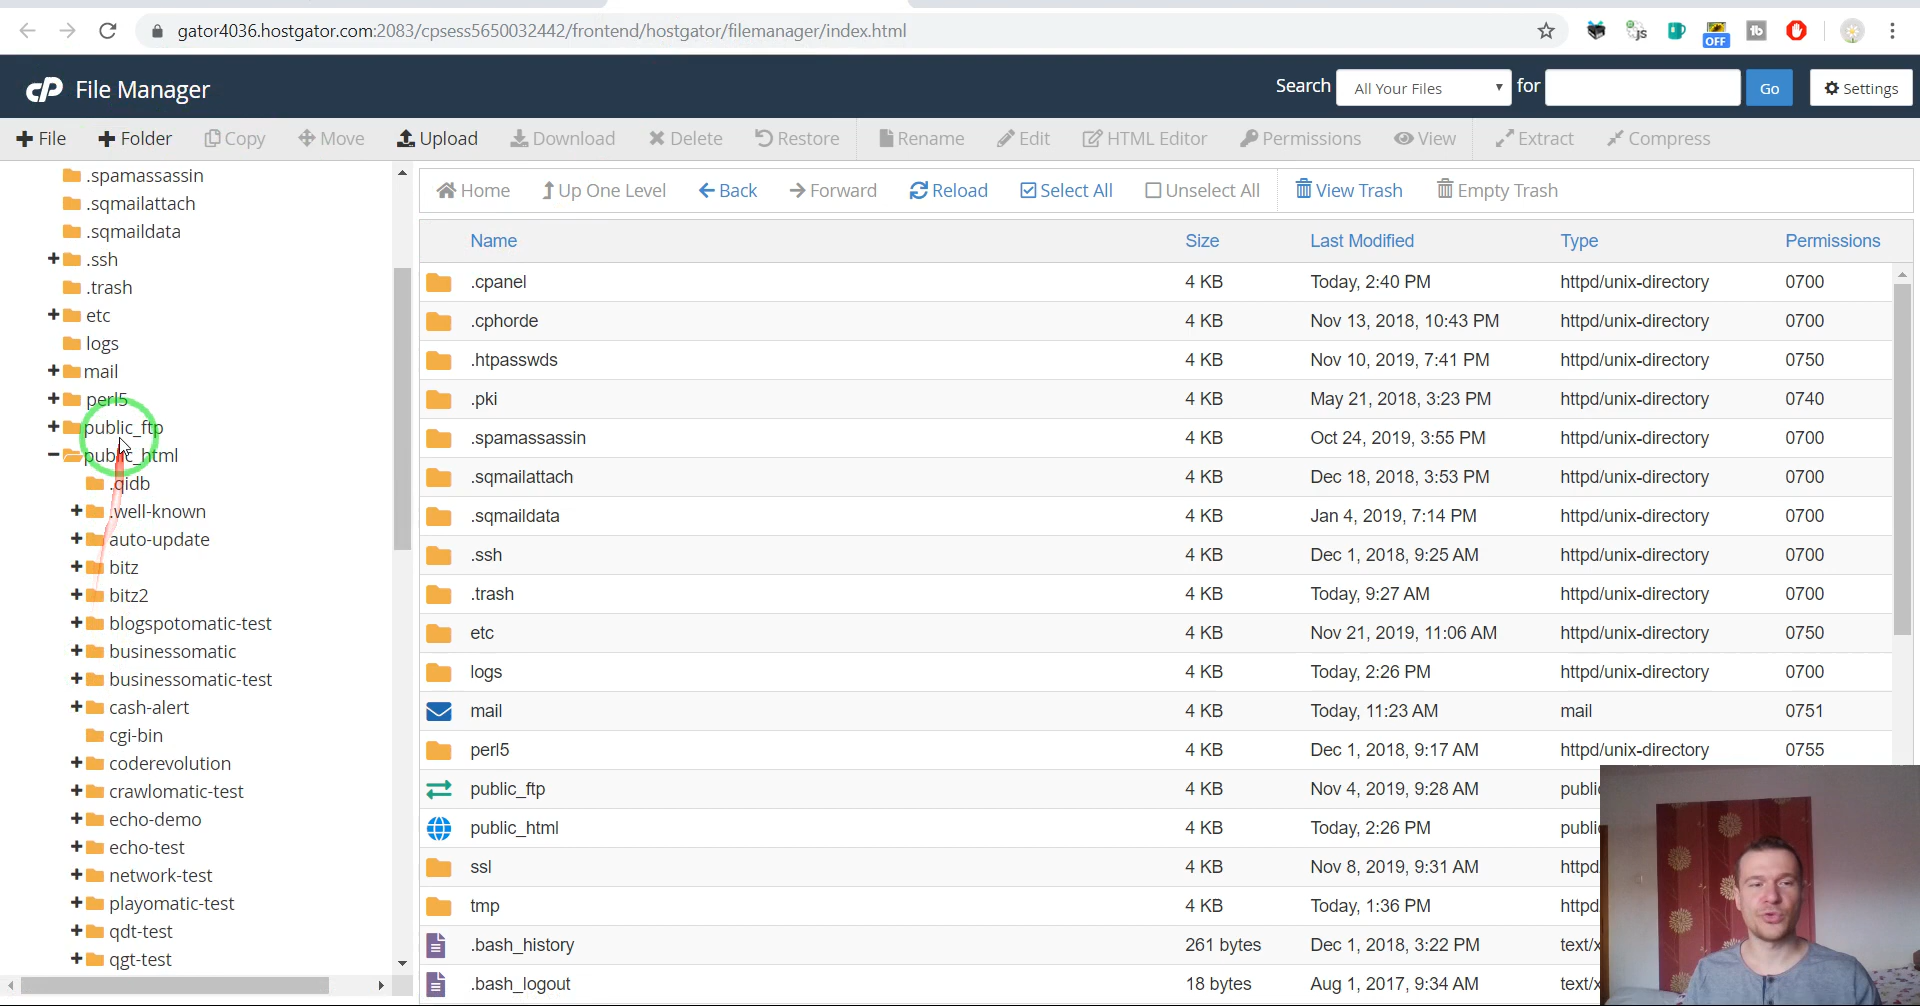 gator4036.hostgator.com:2083/cpsess5650032442/frontend/hostgator/filemanager/index.html
JS
OFF
tb
cP File Manager
Search All Your Files for Go Settings
File Folder Copy Move Upload Download Delete Restore Rename Edit HTML Editor Permissions View Extract Compress
Home Up One Level Back Forward Reload Select All Unselect All View Trash Empty Trash
.spamassassin
.sqmailattach
.sqmaildata
.ssh
.trash
etc
logs
mail
perl5
public_ftp
public_html
.qidb
.well-known
auto-update
bitz
bitz2
blogspotomatic-test
businessomatic
businessomatic-test
cash-alert
cgi-bin
coderevolution
crawlomatic-test
echo-demo
echo-test
network-test
playomatic-test
qdt-test
qgt-test
Name Size Last Modified Type Permissions
.cpanel 4 KB Today, 2:40 PM httpd/unix-directory 0700
.cphorde 4 KB Nov 13, 2018, 10:43 PM httpd/unix-directory 0700
.htpasswds 4 KB Nov 10, 2019, 7:41 PM httpd/unix-directory 0750
.pki 4 KB May 21, 2018, 3:23 PM httpd/unix-directory 0740
.spamassassin 4 KB Oct 24, 2019, 3:55 PM httpd/unix-directory 0700
.sqmailattach 4 KB Dec 18, 2018, 3:53 PM httpd/unix-directory 0700
.sqmaildata 4 KB Jan 4, 2019, 7:14 PM httpd/unix-directory 0700
.ssh 4 KB Dec 1, 2018, 9:25 AM httpd/unix-directory 0700
.trash 4 KB Today, 9:27 AM httpd/unix-directory 0700
etc 4 KB Nov 21, 2019, 11:06 AM httpd/unix-directory 0750
logs 4 KB Today, 2:26 PM httpd/unix-directory 0700
mail 4 KB Today, 11:23 AM mail 0751
perl5 4 KB Dec 1, 2018, 9:17 AM httpd/unix-directory 0755
public_ftp 4 KB Nov 4, 2019, 9:28 AM publi
public_html 4 KB Today, 2:26 PM publi
ssl 4 KB Nov 8, 2019, 9:31 AM httpd
tmp 4 KB Today, 1:36 PM httpd
.bash_history 261 bytes Dec 1, 2018, 3:22 PM text/x
.bash_logout 18 bytes Aug 1, 2017, 9:34 AM text/x